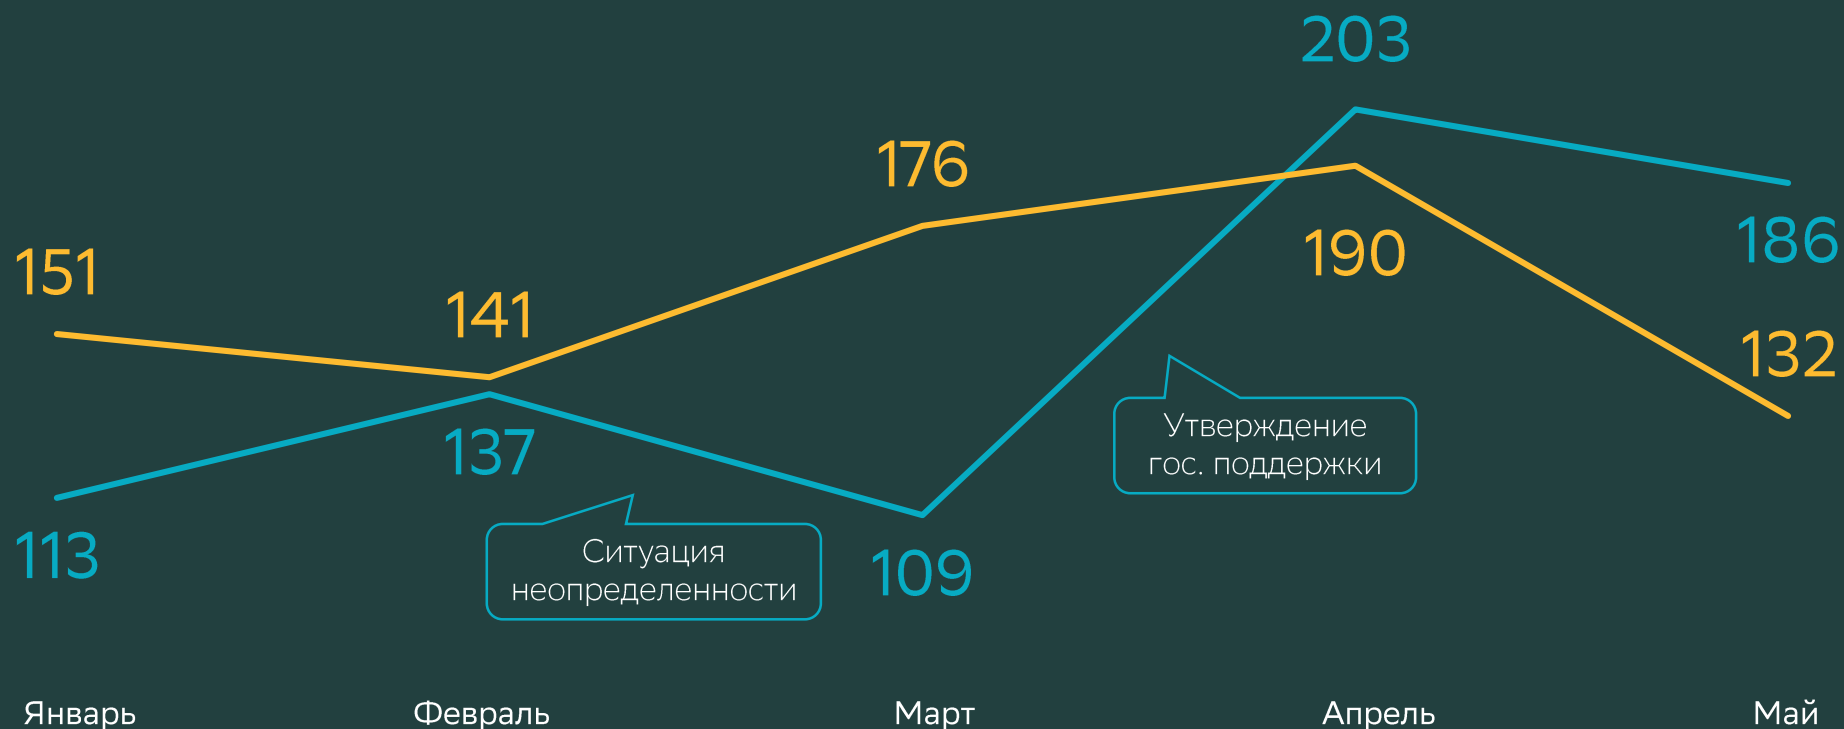 203
176
186
151
190
141
132
137
Утверждение
гос. поддержки
113
Ситуация
неопределенности
109
Январь
Февраль
Март
Апрель
Май